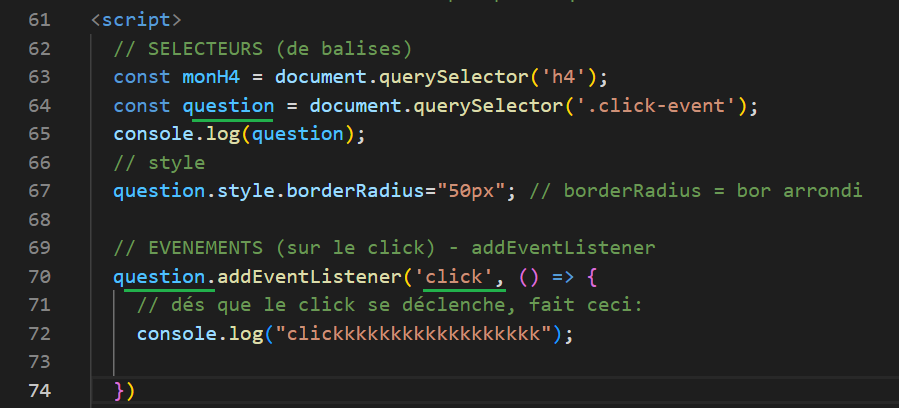 61 <script>
62 // SELECTEURS (de balises)
63 const monH4 = document.querySelector('h4');
64 const question = document.querySelector('.click-event');
65 console.log(question);
66 // style
67 question.style.borderRadius="50px"; // borderRadius = bor arrondi
68
69 // EVENEMENTS (sur le click) - addEventListener
70 question.addEventListener('click', () => {
71 // dés que le click se déclenche, fait ceci:
72 console.log("clickkkkkkkkkkkkkkkkkk");
73
74 })